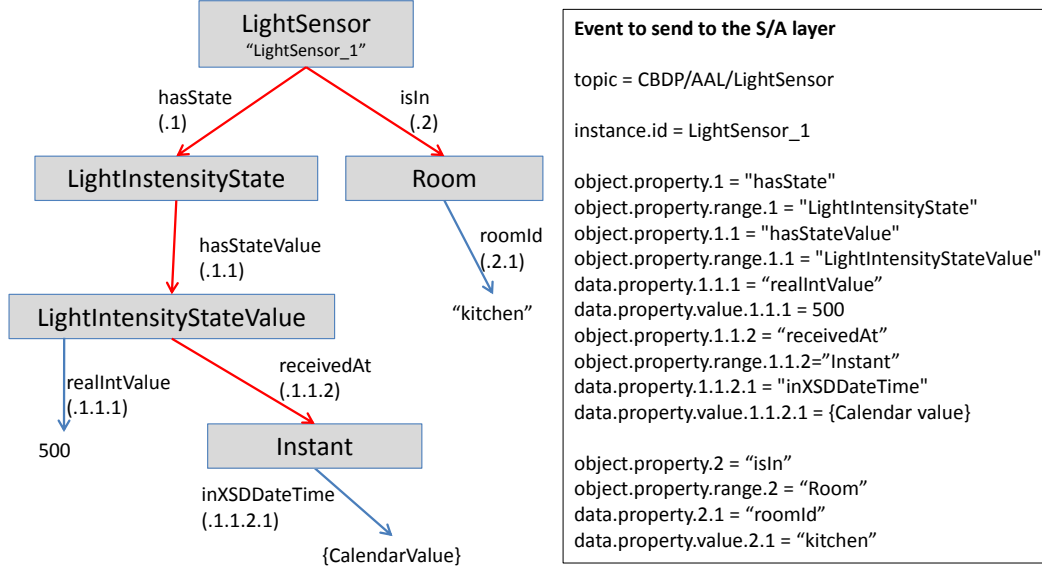 LightSensor
“LightSensor_1”
hasState
(.1)
isIn
(.2)
LightInstensityState
Room
hasStateValue
(.1.1)
roomId
(.2.1)
“kitchen”
LightIntensityStateValue
realIntValue
(.1.1.1)
receivedAt
(.1.1.2)
500
Instant
inXSDDateTime
(.1.1.2.1)
{CalendarValue}
Event to send to the S/A layer
topic = CBDP/AAL/LightSensor
instance.id = LightSensor_1
object.property.1 = "hasState"
object.property.range.1 = "LightIntensityState"
object.property.1.1 = "hasStateValue"
object.property.range.1.1 = "LightIntensityStateValue"
data.property.1.1.1 = “realIntValue”
data.property.value.1.1.1 = 500
object.property.1.1.2 = “receivedAt”
object.property.range.1.1.2=”Instant”
data.property.1.1.2.1 = "inXSDDateTime"
data.property.value.1.1.2.1 = {Calendar value}
object.property.2 = “isIn”
object.property.range.2 = “Room”
data.property.2.1 = “roomId”
data.property.value.2.1 = “kitchen”